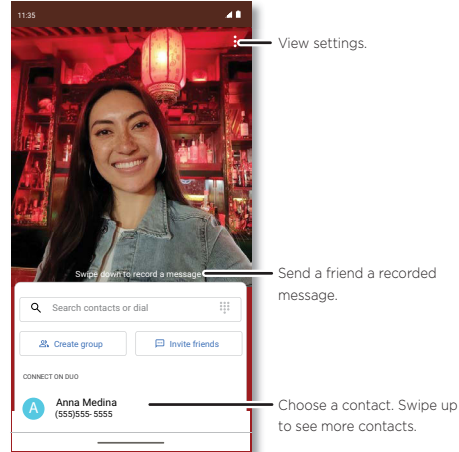 11:35
View settings.
Swipe down to record a message
Send a friend a recorded
message.
Search contacts or dial
Create group
Invite friends
CONNECT ON DUO
A
Anna Medina
(555)555- 5555
Choose a contact. Swipe up
to see more contacts.